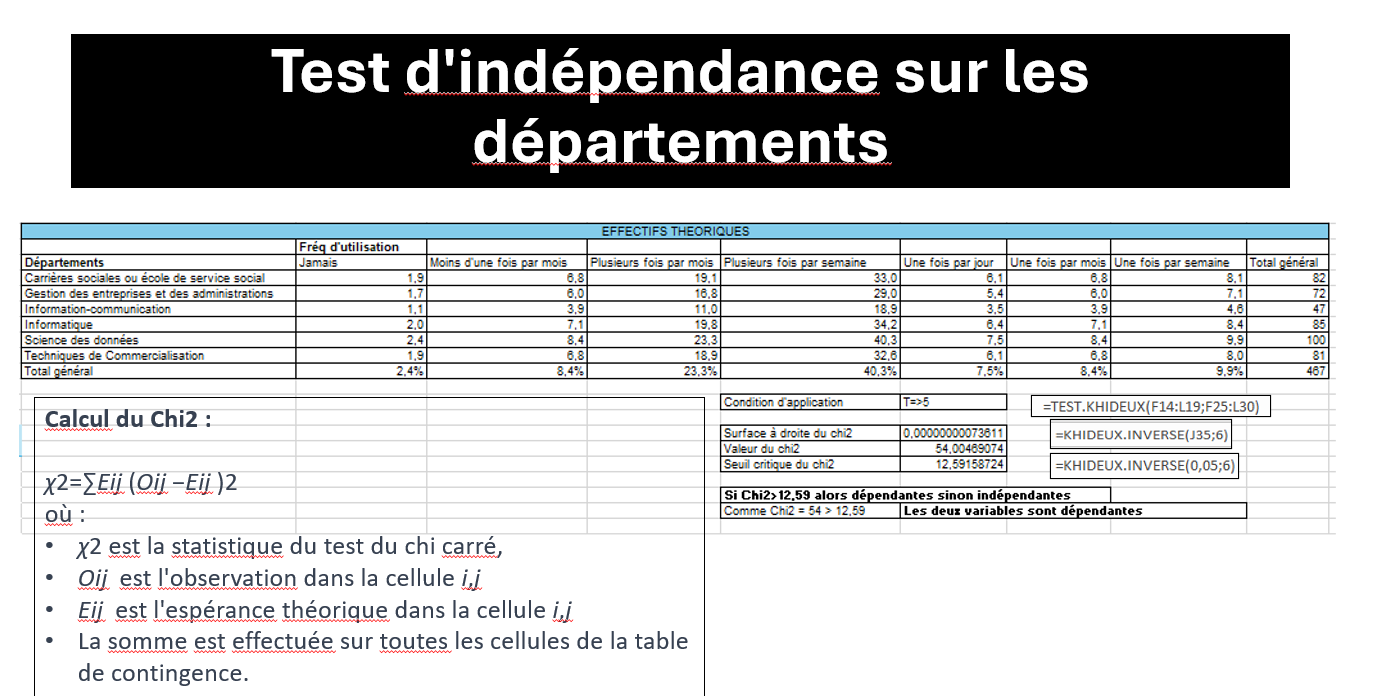 Test d'indépendance sur les
départements
EFFECTIFS THEORIQUES
Fréq d'utilisation
Départements Jamais Moins d'une fois par mois Plusieurs fois par mois Plusieurs fois par semaine Une fois par jour Une fois par mois Une fois par semaine Total général
Carrières sociales ou école de service social 1,9 6,8 19,1 33,0 6,1 6,8 8,1 82
Gestion des entreprises et des administrations 1,7 6,0 16,8 29,0 5,4 6,0 7,1 72
Information-communication 1,1 3,9 11,0 18,9 3,5 3,9 4,6 47
Informatique 2,0 7,1 19,8 34,2 6,4 7,1 8,4 85
Science des données 2,4 8,4 23,3 40,3 7,5 8,4 9,9 100
Techniques de Commercialisation 1,9 6,8 18,9 32,6 6,1 6,8 8,0 81
Total général 2,4% 8,4% 23,3% 40,3% 7,5% 8,4% 9,9% 467
Condition d'application T=>5
=TEST.KHIDEUX(F14:L19;F25:L30)
Surface à droite du chi2 0,00000000073611
=KHIDEUX.INVERSE(J35;6)
Valeur du chi2 54,00469074
Seuil critique du chi2 12,59158724
=KHIDEUX.INVERSE(0,05;6)
Si Chi2>12,59 alors dépendantes sinon indépendantes
Comme Chi2 = 54 > 12,59 Les deux variables sont dépendantes
Calcul du Chi2 :
χ2=∑Eij (Oij −Eij )2
où :
• χ2 est la statistique du test du chi carré,
• Oij est l'observation dans la cellule i,j
• Eij est l'espérance théorique dans la cellule i,j
• La somme est effectuée sur toutes les cellules de la table
de contingence.